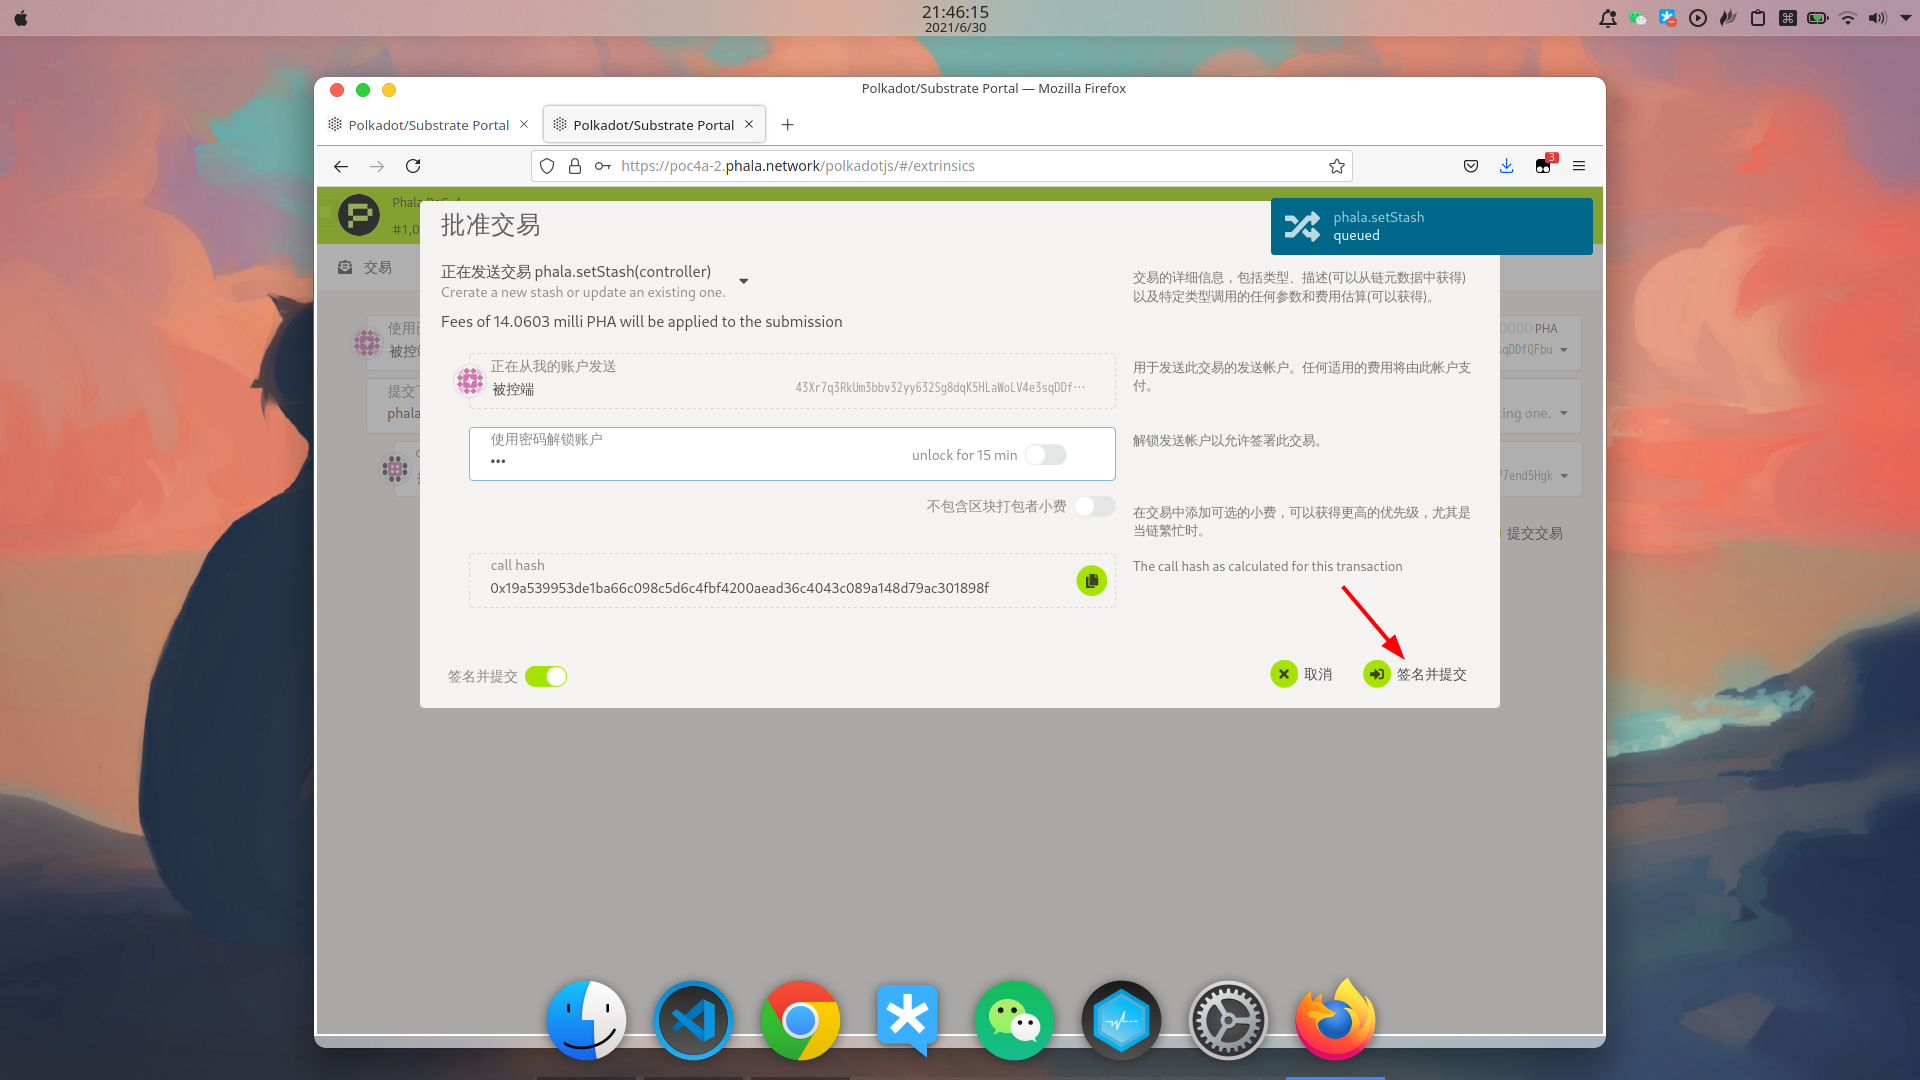 21:46:15
2021/6/30
Polkadot/Substrate Portal — Mozilla Firefox
Polkadot/Substrate Portal
Polkadot/Substrate Portal
https://poc4a-2.phala.network/polkadotjs/#/extrinsics
3
Phala PoC-4
#1,0
批准交易
phala.setStash
queued
交易
正在发送交易 phala.setStash(controller)
Crerate a new stash or update an existing one.
交易的详细信息，包括类型、描述(可以从链元数据中获得)
以及特定类型调用的任何参数和费用估算(可以获得)。
Fees of 14.0603 milli PHA will be applied to the submission
使用
被控
PHA
sqDDfQFbu
正在从我的账户发送
被控端
43Xr7q3RkUm3bbv32yy632Sg8dqK5HLaWoLV4e3sqDDf…
用于发送此交易的发送帐户。任何适用的费用将由此帐户支
付。
提交
phala
ing one.
使用密码解锁账户
•••
unlock for 15 min
解锁发送帐户以允许签署此交易。
P7end5Hgk
不包含区块打包者小费
在交易中添加可选的小费，可以获得更高的优先级，尤其是
当链繁忙时。
提交交易
call hash
0x19a539953de1ba66c098c5d6c4fbf4200aead36c4043c089a148d79ac301898f
The call hash as calculated for this transaction
签名并提交
取消
签名并提交